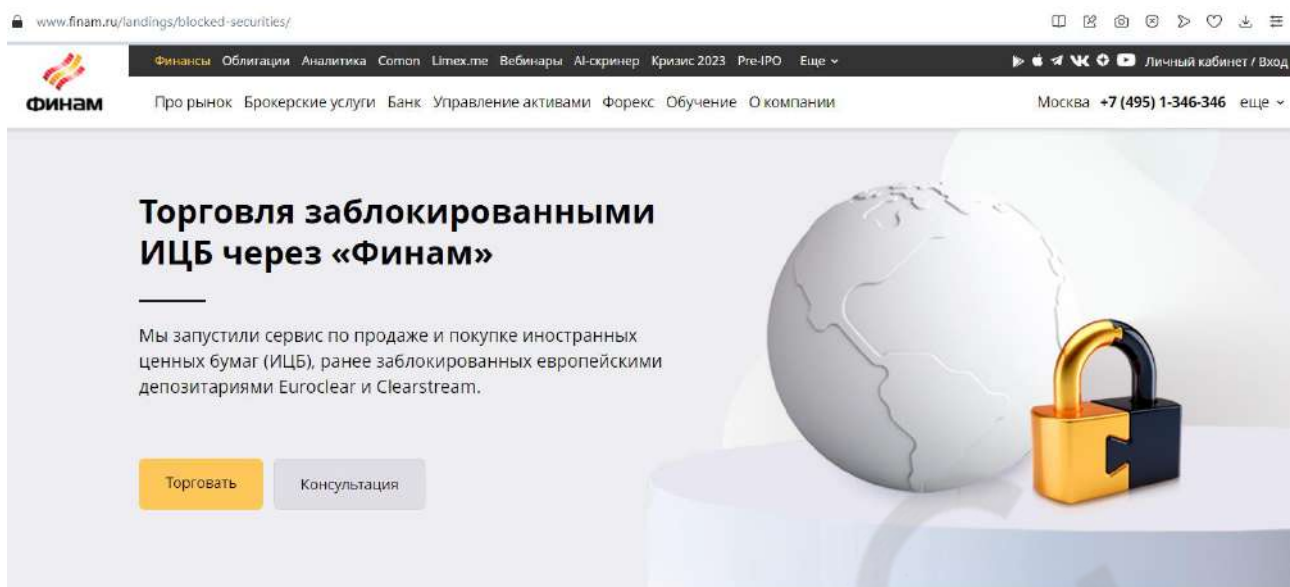 www.finam.ru/landings/blocked-securities/
Финансы Облигации Аналитика Comon Limex.me Вебинары AI-скринер Кризис 2023 Pre-IPO Еще
Личный кабинет / Вход
ФИНАМ
Про рынок Брокерские услуги Банк Управление активами Форекс Обучение О компании
Москва +7 (495) 1-346-346 еще
Торговля заблокированными
ИЦБ через «Финам»
Мы запустили сервис по продаже и покупке иностранных
ценных бумаг (ИЦБ), ранее заблокированных европейскими
депозитариями Euroclear и Clearstream.
Торговать
Консультация